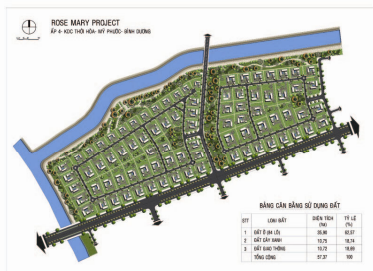 ROSE MARY PROJECT
ẤP 4- KDC THỚI HÒA- MỸ PHƯỚC- BÌNH DƯƠNG
BẢNG CÂN BẰNG SỬ DỤNG ĐẤT
STT LOẠI ĐẤT DIỆN TÍCH (ha) TỶ LỆ (%)
1 ĐẤT Ở (84 LÔ) 35,90 62,57
2 ĐẤT CÂY XANH 10,75 18,74
3 ĐẤT GIAO THÔNG 10,72 18,69
TỔNG CỘNG 57,37 100